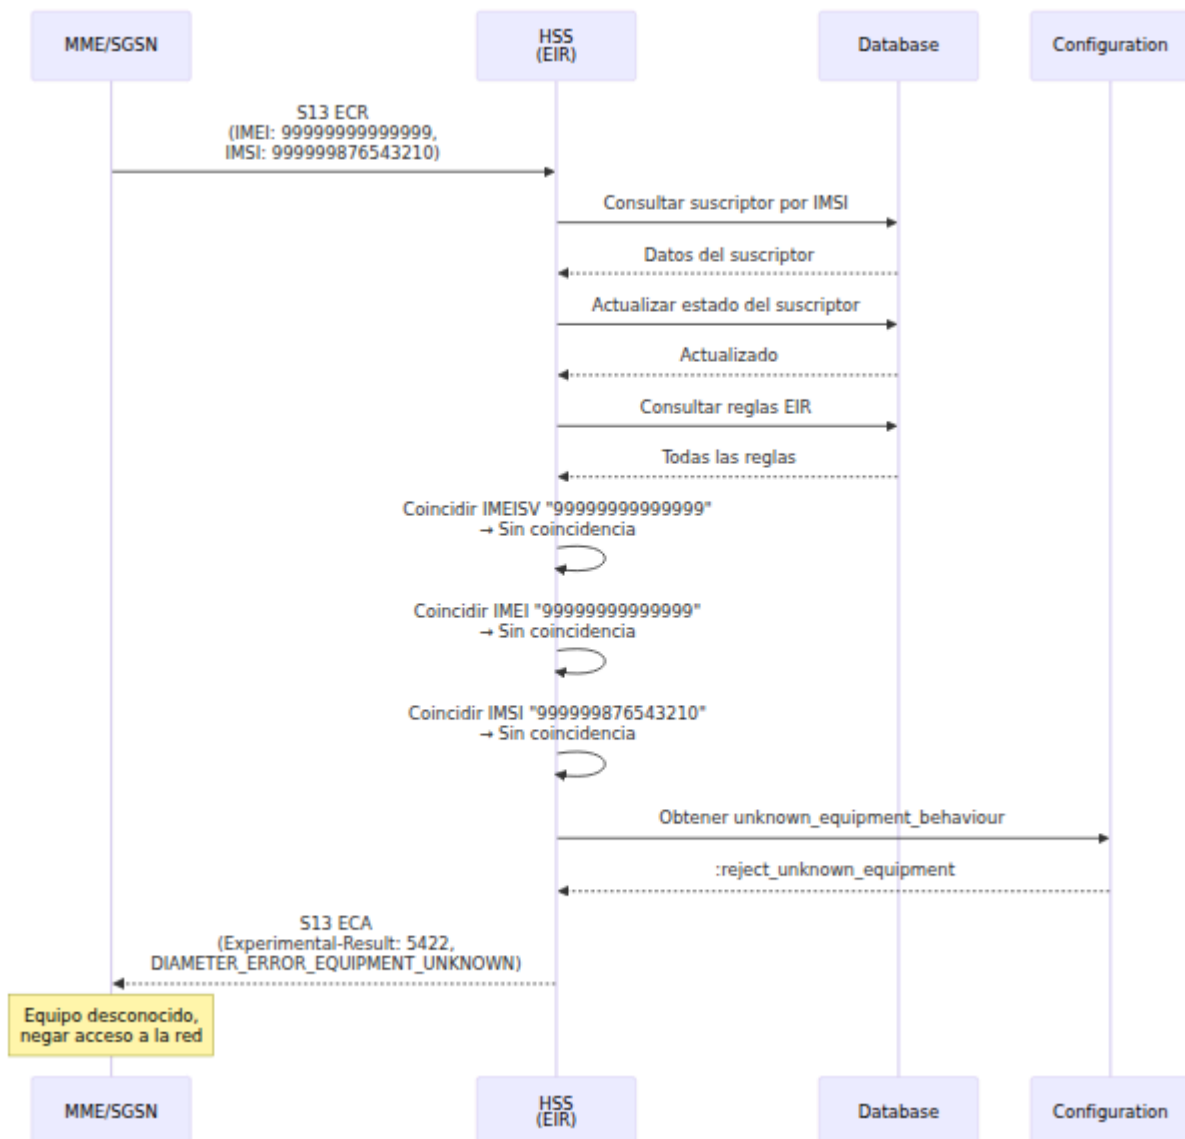 MME/SGSN
HSS
(EIR)
Database
Configuration
S13 ECR
(IMEI: 99999999999999,
IMSI: 999999876543210)
Consultar suscriptor por IMSI
Datos del suscriptor
Actualizar estado del suscriptor
Actualizado
Consultar reglas EIR
Todas las reglas
Coincidir IMEISV "99999999999999"
→ Sin coincidencia
Coincidir IMEI "99999999999999"
→ Sin coincidencia
Coincidir IMSI "999999876543210"
→ Sin coincidencia
Obtener unknown_equipment_behaviour
:reject_unknown_equipment
S13 ECA
(Experimental-Result: 5422,
DIAMETER_ERROR_EQUIPMENT_UNKNOWN)
Equipo desconocido,
negar acceso a la red
MME/SGSN
HSS
(EIR)
Database
Configuration